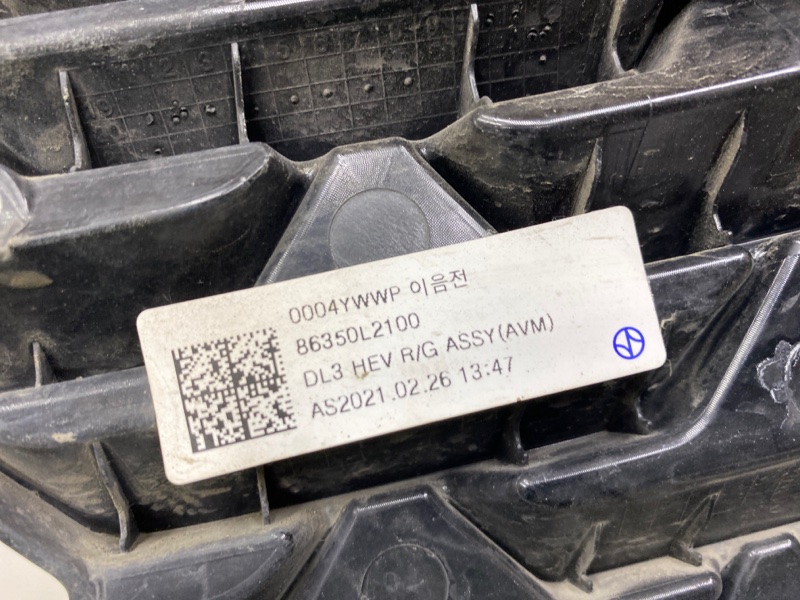 0004YWWP 이음전
86350L2100
DL3 HEV R/G ASSY(AVM)
AS2021.02.26 13:47